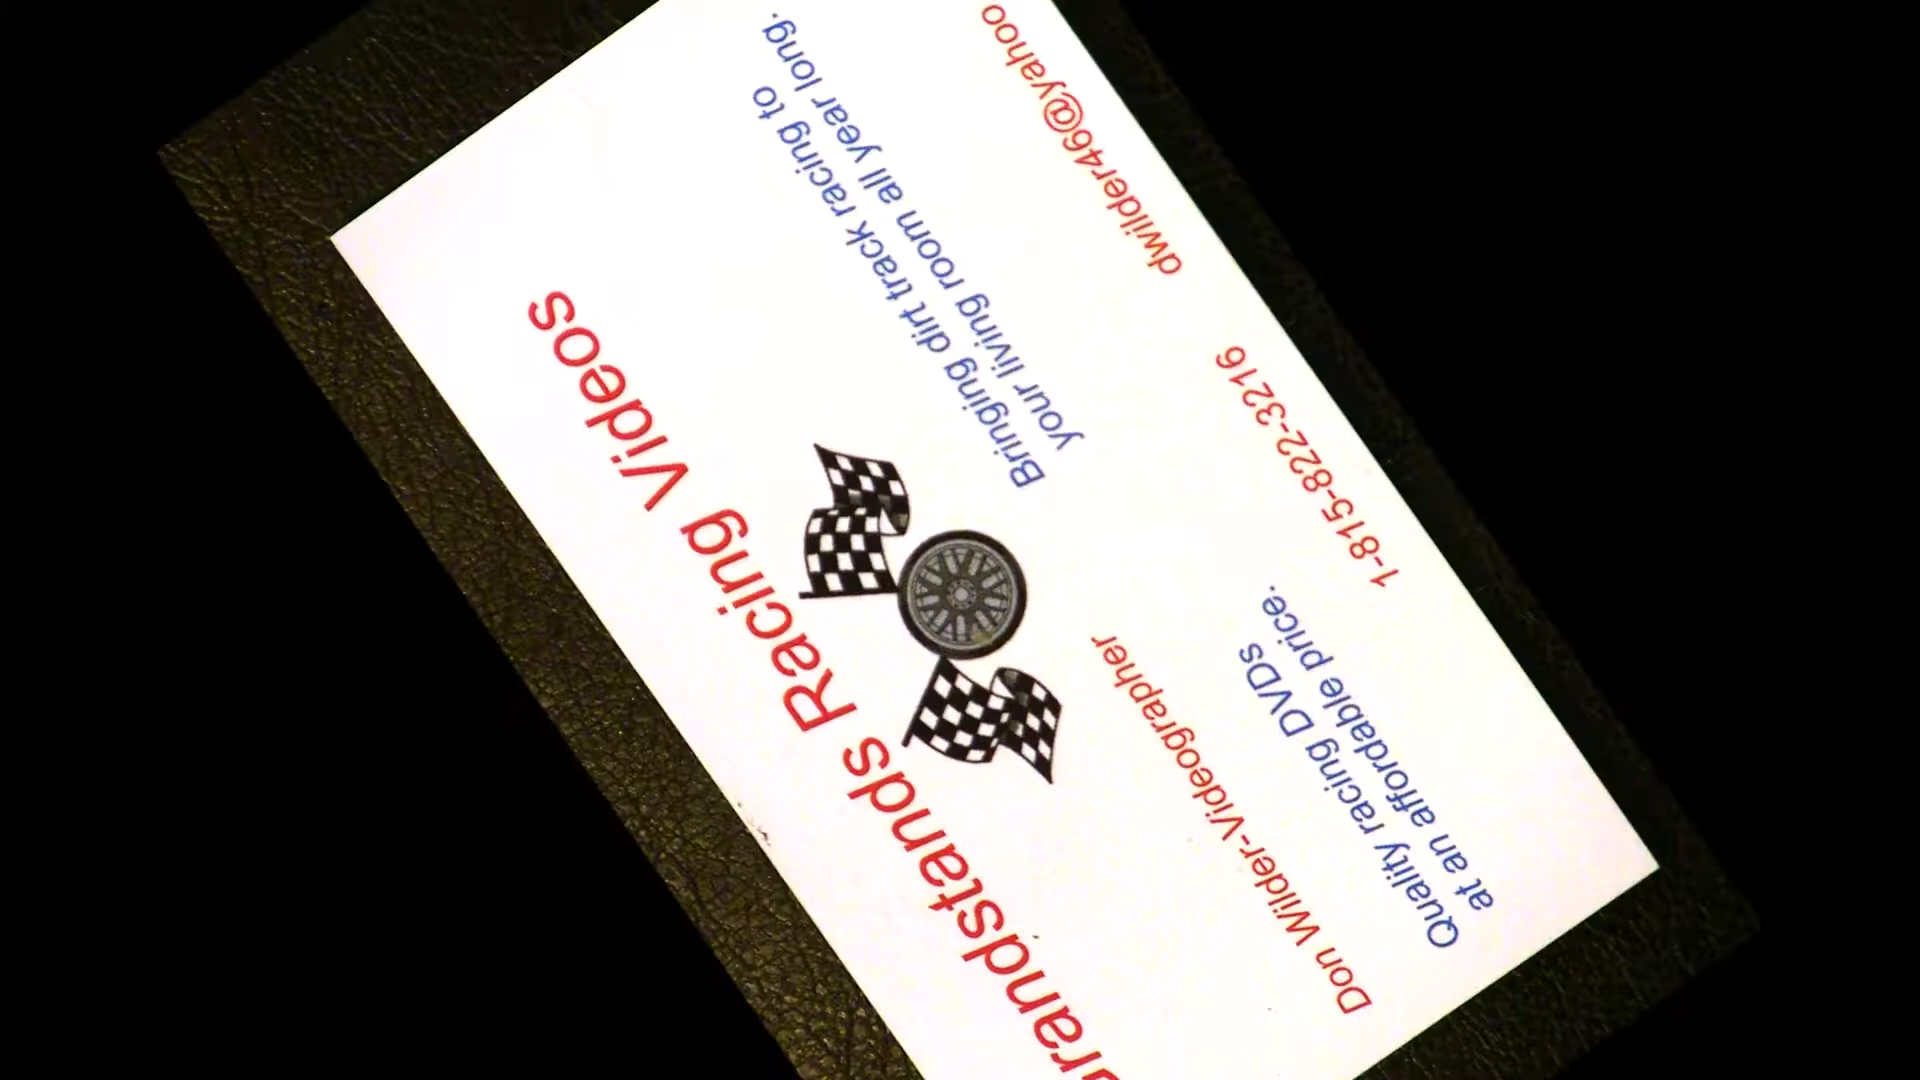 randstands Racing Videos
Bringing dirt track racing to
your living room all year long.
Don Wilder-Videographer
Quality racing DVDs
at an affordable price.
1-815-822-3216
dwilder46@yahoo